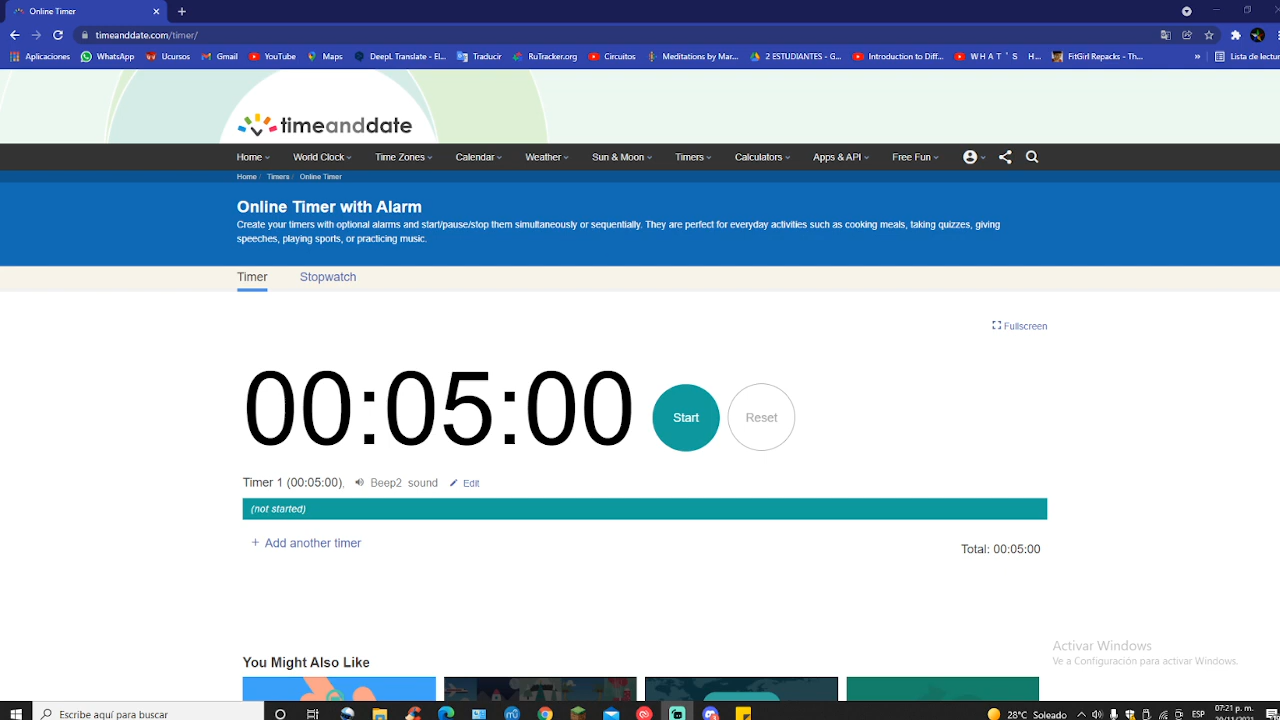 Online Timer
timeanddate.com/timer/
Aplicaciones WhatsApp Ucursos Gmail YouTube Maps DeepL Translate - El... Traducir RuTracker.org Circuitos Meditations by Mar... 2 ESTUDIANTES - G... Introduction to Diff... W H A T ' S H... FitGirl Repacks - Th... » Lista de lectur
timeanddate
Home World Clock Time Zones Calendar Weather Sun & Moon Timers Calculators Apps & API Free Fun
Home / Timers / Online Timer
Online Timer with Alarm
Create your timers with optional alarms and start/pause/stop them simultaneously or sequentially. They are perfect for everyday activities such as cooking meals, taking quizzes, giving
speeches, playing sports, or practicing music.
Timer Stopwatch
Fullscreen
00:05:00 Start Reset
Timer 1 (00:05:00), Beep2 sound Edit
(not started)
+ Add another timer
Total: 00:05:00
Activar Windows
Ve a Configuración para activar Windows.
You Might Also Like
Escribe aquí para buscar
28°C Soleado
ESP
07:21 p. m.